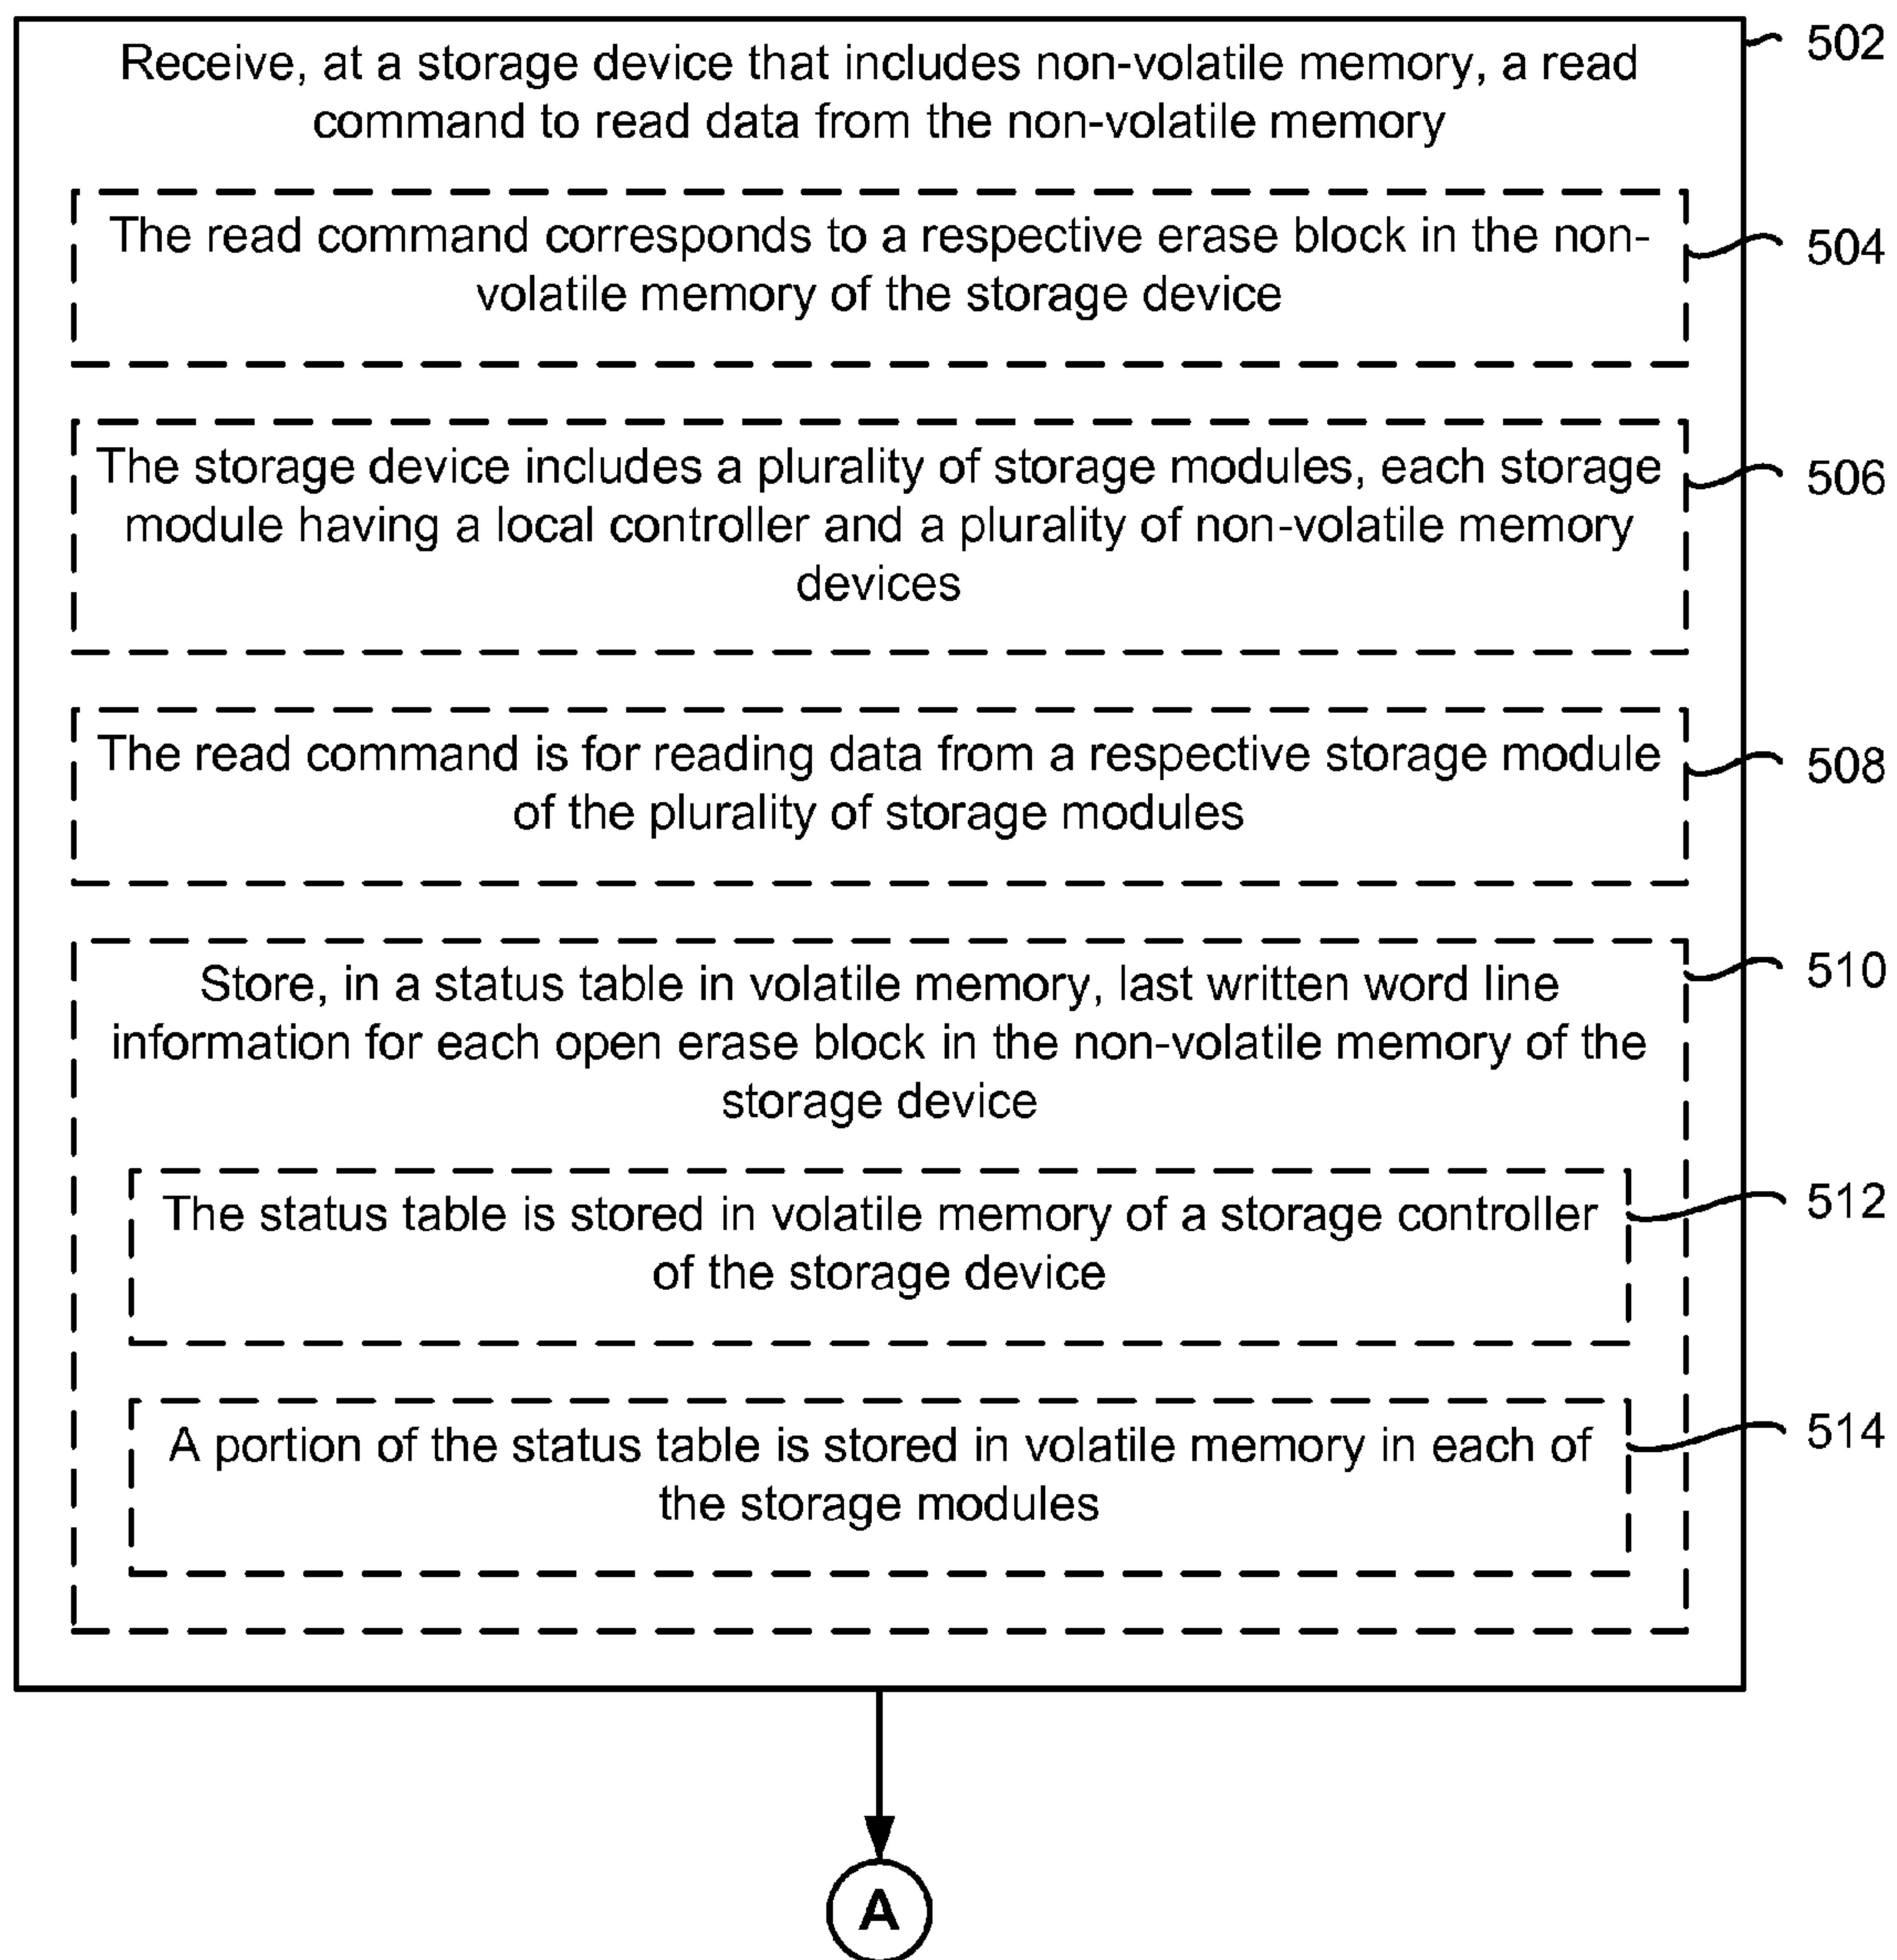 Receive, at a storage device that includes non-volatile memory, a read
command to read data from the non-volatile memory
502
The read command corresponds to a respective erase block in the non-
volatile memory of the storage device
504
The storage device includes a plurality of storage modules, each storage
module having a local controller and a plurality of non-volatile memory
devices
506
The read command is for reading data from a respective storage module
of the plurality of storage modules
508
Store, in a status table in volatile memory, last written word line
information for each open erase block in the non-volatile memory of the
storage device
510
The status table is stored in volatile memory of a storage controller
of the storage device
512
A portion of the status table is stored in volatile memory in each of
the storage modules
514
A